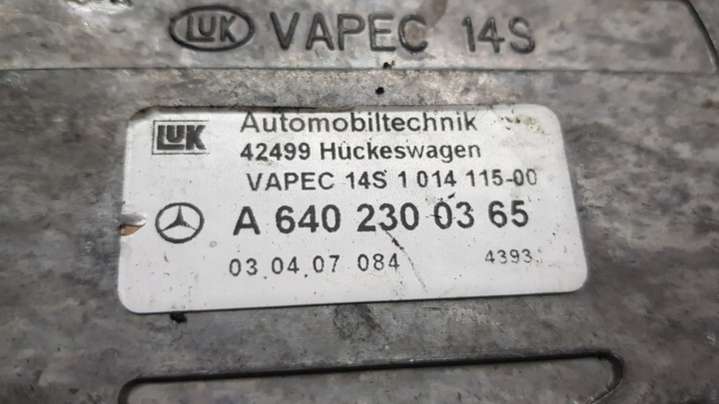 LUK VAPEC 14S
LUK Automobiltechnik
42499 Hückeswagen
VAPEC 14S 1 014 115-00
A 640 230 03 65
03.04.07 084 4393